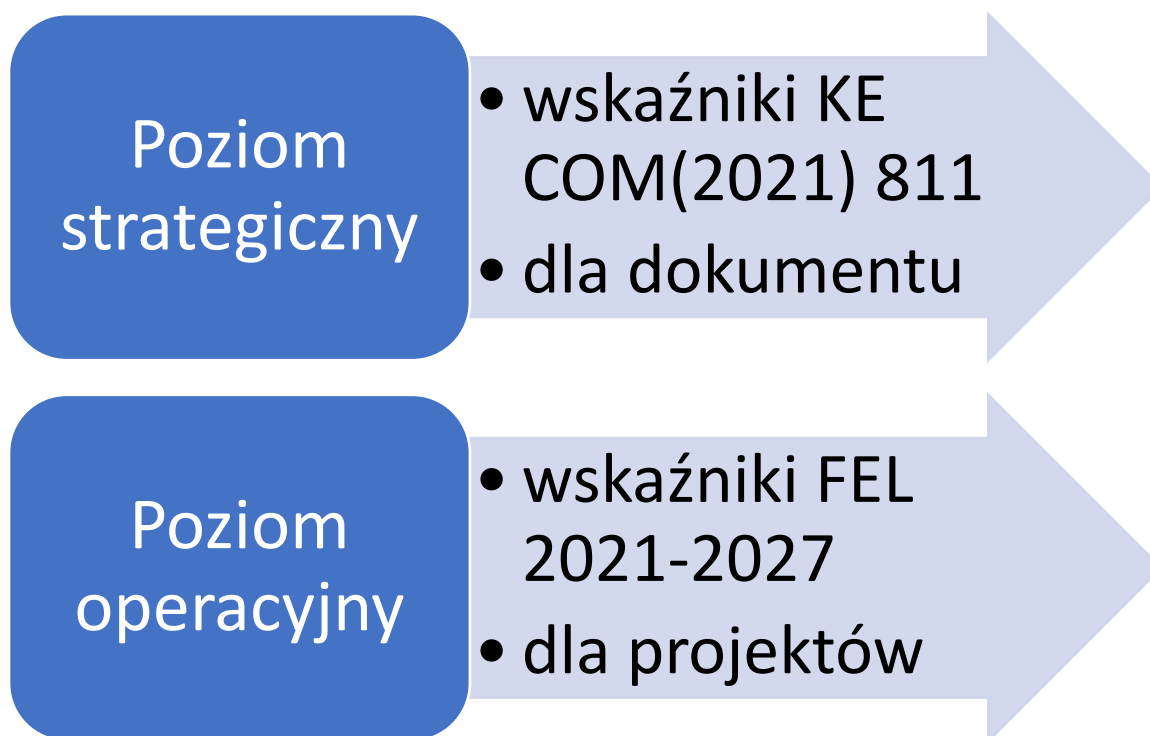 Poziom
strategiczny
• wskaźniki KE
COM(2021) 811
• dla dokumentu
Poziom
operacyjny
• wskaźniki FEL
2021-2027
• dla projektów